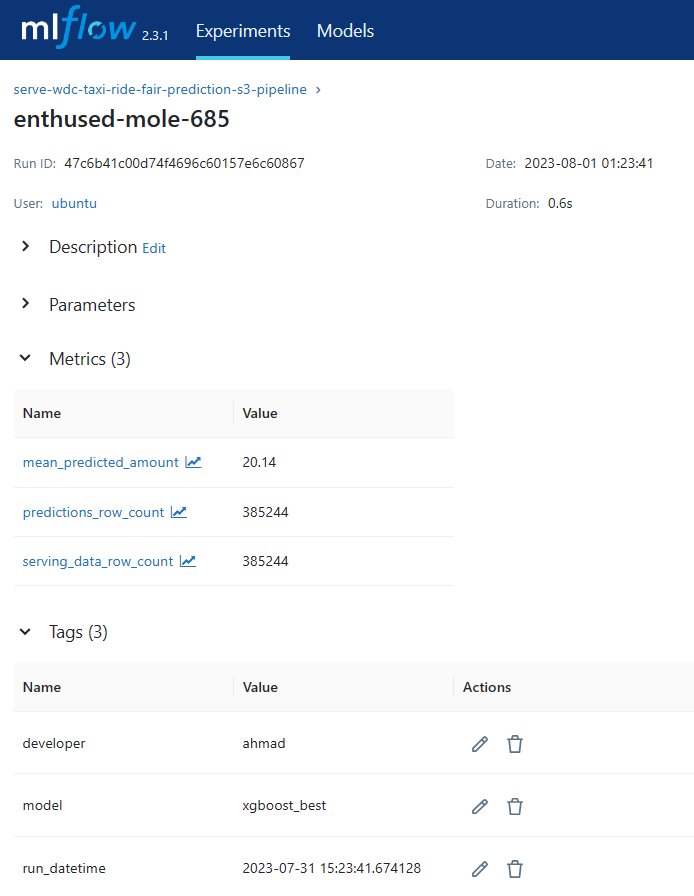 mlflow 2.3.1 Experiments Models
serve-wdc-taxi-ride-fair-prediction-s3-pipeline ›
enthused-mole-685
Run ID: 47c6b41c00d74f4696c60157e6c60867 Date: 2023-08-01 01:23:41
User: ubuntu Duration: 0.6s
Description Edit
Parameters
Metrics (3)
Name Value
mean_predicted_amount 20.14
predictions_row_count 385244
serving_data_row_count 385244
Tags (3)
Name Value Actions
developer ahmad
model xgboost_best
run_datetime 2023-07-31 15:23:41.674128